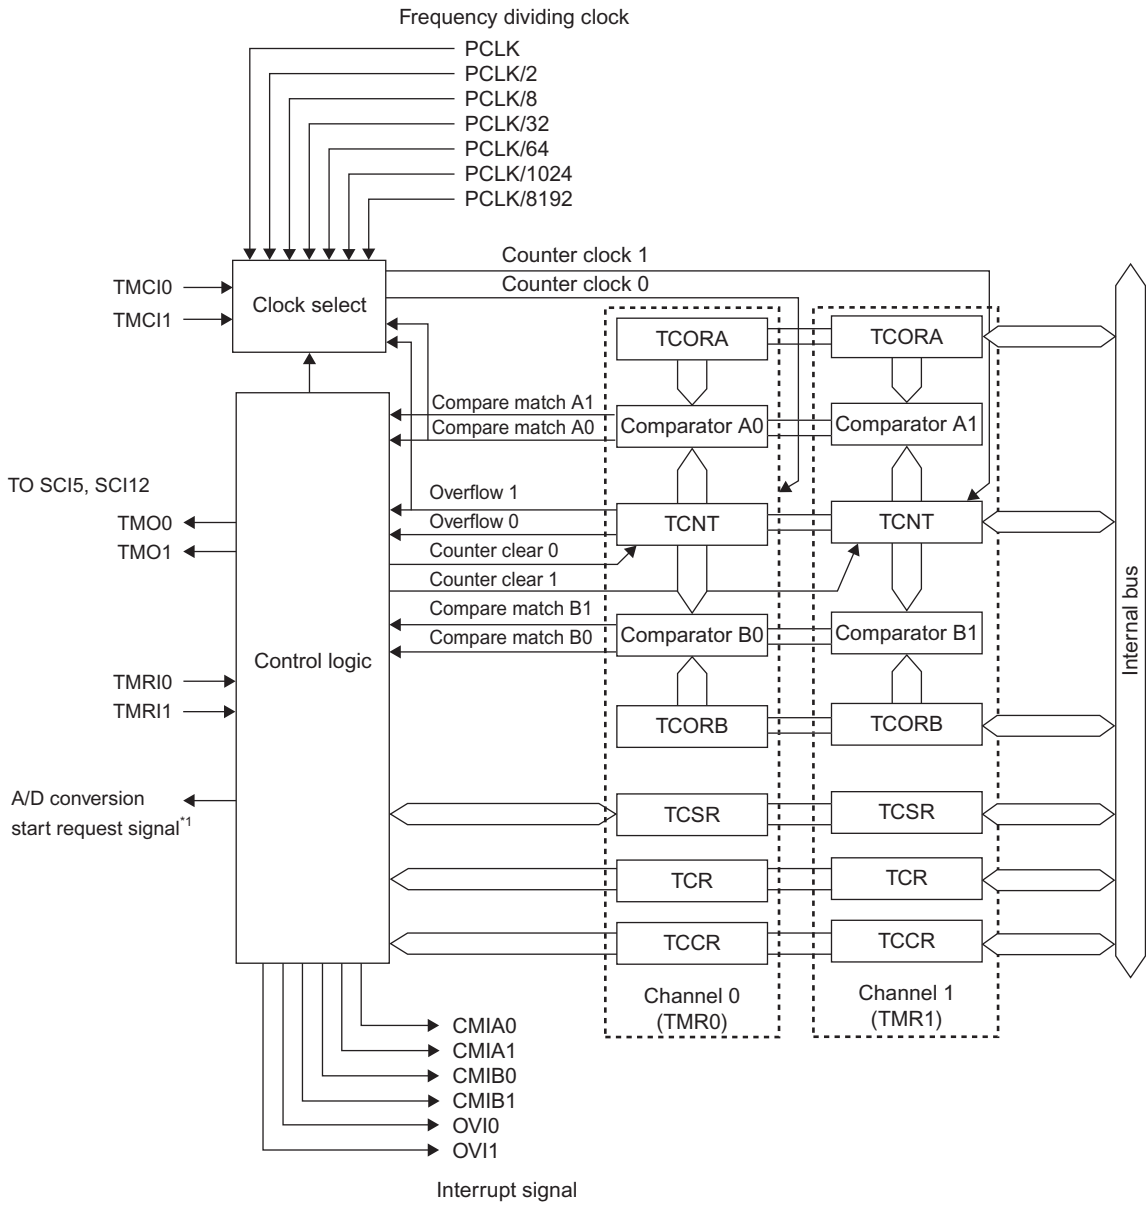 Frequency dividing clock
PCLK
PCLK/2
PCLK/8
PCLK/32
PCLK/64
PCLK/1024
PCLK/8192
Counter clock 1
Counter clock 0
TMCI0
TMCI1
Clock select
TCORA
TCORA
Compare match A1
Compare match A0
Comparator A0
Comparator A1
TO SCI5, SCI12
TMO0
TMO1
Overflow 1
Overflow 0
Counter clear 0
Counter clear 1
TCNT
TCNT
Compare match B1
Compare match B0
Comparator B0
Comparator B1
Control logic
Internal bus
TMRI0
TMRI1
TCORB
TCORB
A/D conversion
start request signal*1
TCSR
TCSR
TCR
TCR
TCCR
TCCR
Channel 0
(TMR0)
Channel 1
(TMR1)
CMIA0
CMIA1
CMIB0
CMIB1
OVI0
OVI1
Interrupt signal